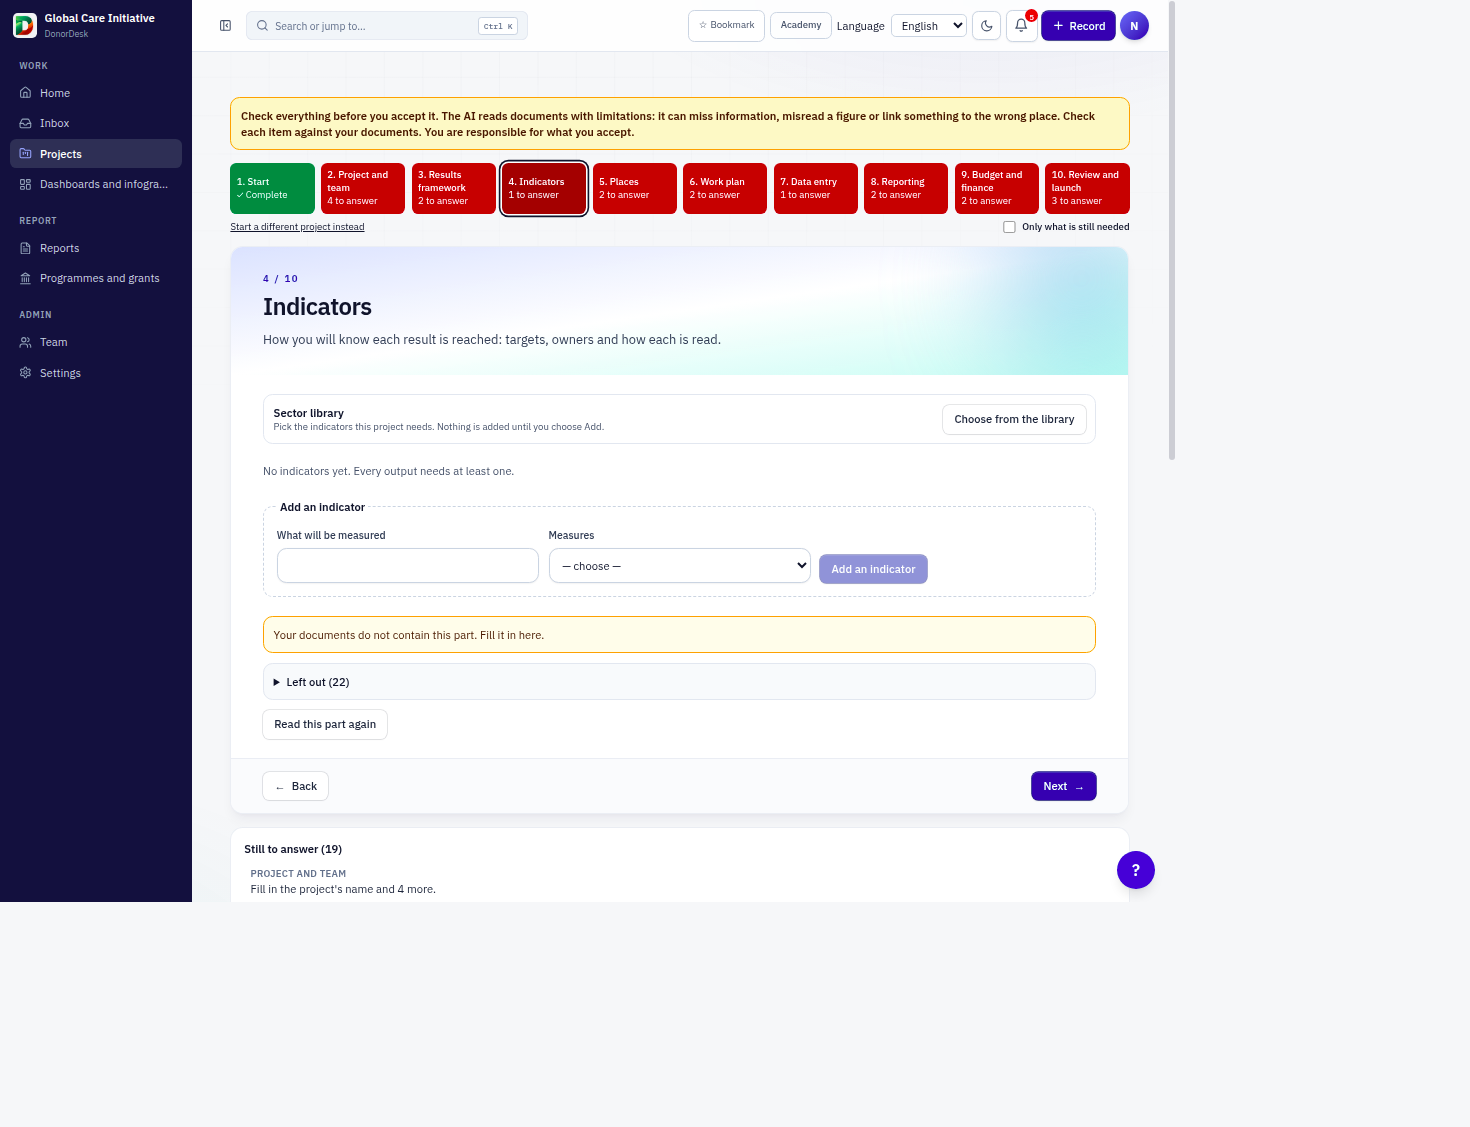 Global Care Initiative
DonorDesk
WORK
Home
Inbox
Projects
Dashboards and infogra...
REPORT
Reports
Programmes and grants
ADMIN
Team
Settings
Search or jump to...
Ctrl K
☆ Bookmark
Academy
Language
English
5
+ Record
N
Check everything before you accept it. The AI reads documents with limitations: it can miss information, misread a figure or link something to the wrong place. Check
each item against your documents. You are responsible for what you accept.
1. Start
✓ Complete
2. Project and
team
4 to answer
3. Results
framework
2 to answer
4. Indicators
1 to answer
5. Places
2 to answer
6. Work plan
2 to answer
7. Data entry
1 to answer
8. Reporting
2 to answer
9. Budget and
finance
2 to answer
10. Review and
launch
3 to answer
Start a different project instead
Only what is still needed
4 / 10
Indicators
How you will know each result is reached: targets, owners and how each is read.
Sector library
Pick the indicators this project needs. Nothing is added until you choose Add.
Choose from the library
No indicators yet. Every output needs at least one.
Add an indicator
What will be measured
Measures
— choose —
Add an indicator
Your documents do not contain this part. Fill it in here.
▶ Left out (22)
Read this part again
← Back
Next →
Still to answer (19)
PROJECT AND TEAM
Fill in the project's name and 4 more.
?